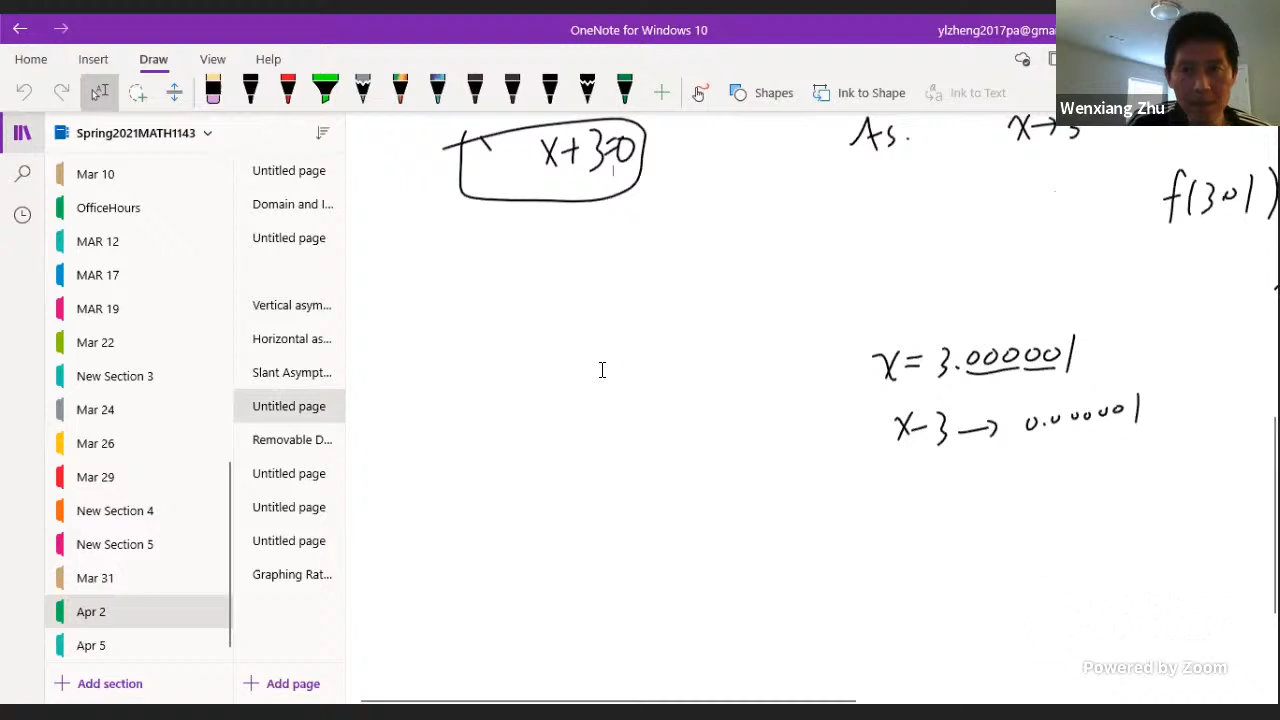 OneNote for Windows 10
ylzheng2017pa@gmai
Home Insert Draw View Help
Shapes Ink to Shape Ink to Text
Wenxiang Zhu
Spring2021MATH1143
Mar 10
OfficeHours
MAR 12
MAR 17
MAR 19
Mar 22
New Section 3
Mar 24
Mar 26
Mar 29
New Section 4
New Section 5
Mar 31
Apr 2
Apr 5
Add section
Untitled page
Domain and I...
Untitled page
Vertical asym...
Horizontal as...
Slant Asympt...
Untitled page
Removable D...
Untitled page
Untitled page
Untitled page
Graphing Rat...
Add page
x+3=0
As. x→3
f(3.01)
x= 3.000001
x-3 → 0.000001
Powered by Zoom